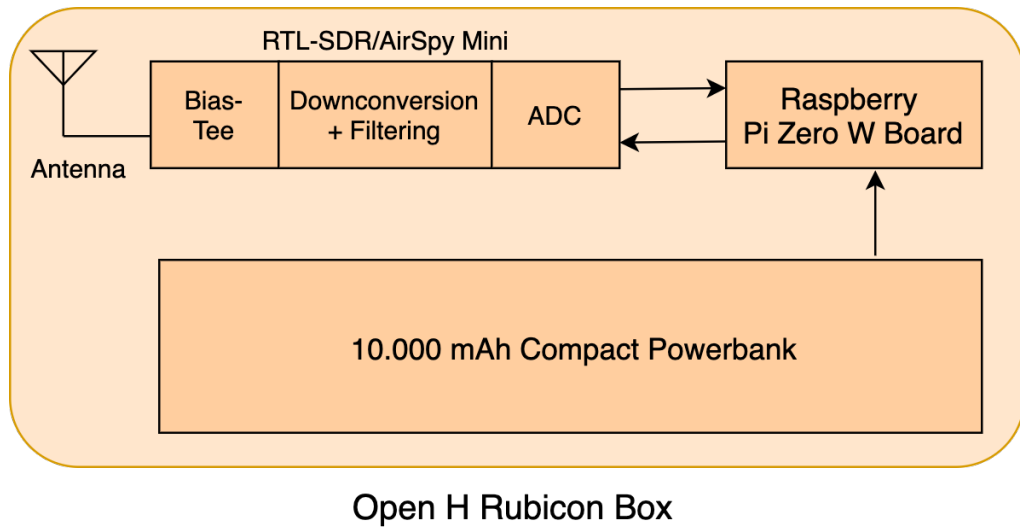 RTL-SDR/AirSpy Mini
Bias-
Tee
Downconversion
+ Filtering
ADC
Raspberry
Pi Zero W Board
Antenna
10.000 mAh Compact Powerbank
Open H Rubicon Box